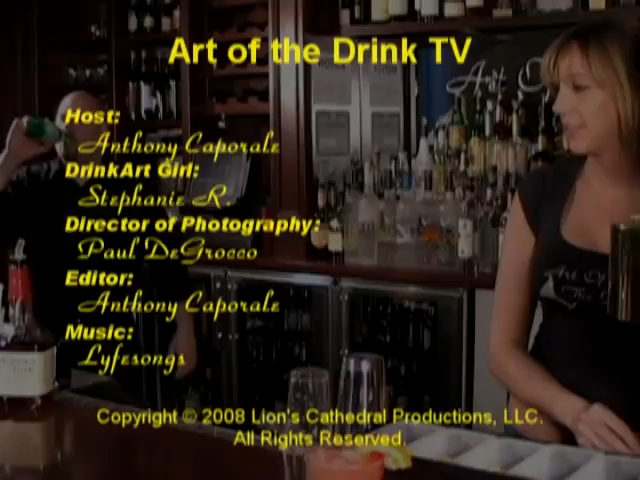 Art of the Drink TV
Host:
Anthony Caporale
DrinkArt Girl:
Stephanie R.
Director of Photography:
Paul DeGrocco
Editor:
Anthony Caporale
Music:
Lyfesongs
Copyright © 2008 Lion's Cathedral Productions, LLC.
All Rights Reserved.